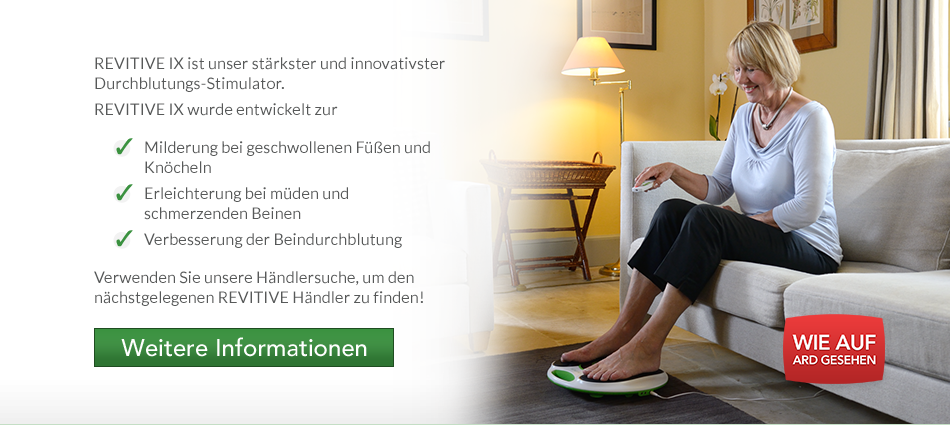 REVITIVE IX ist unser stärkster und innovativster
Durchblutungs-Stimulator.
REVITIVE IX wurde entwickelt zur
Milderung bei geschwollenen Füßen und
Knöcheln
Erleichterung bei müden und
schmerzenden Beinen
Verbesserung der Beindurchblutung
Verwenden Sie unsere Händlersuche, um den
nächstgelegenen REVITIVE Händler zu finden!
Weitere Informationen
WIE AUF
ARD GESEHEN